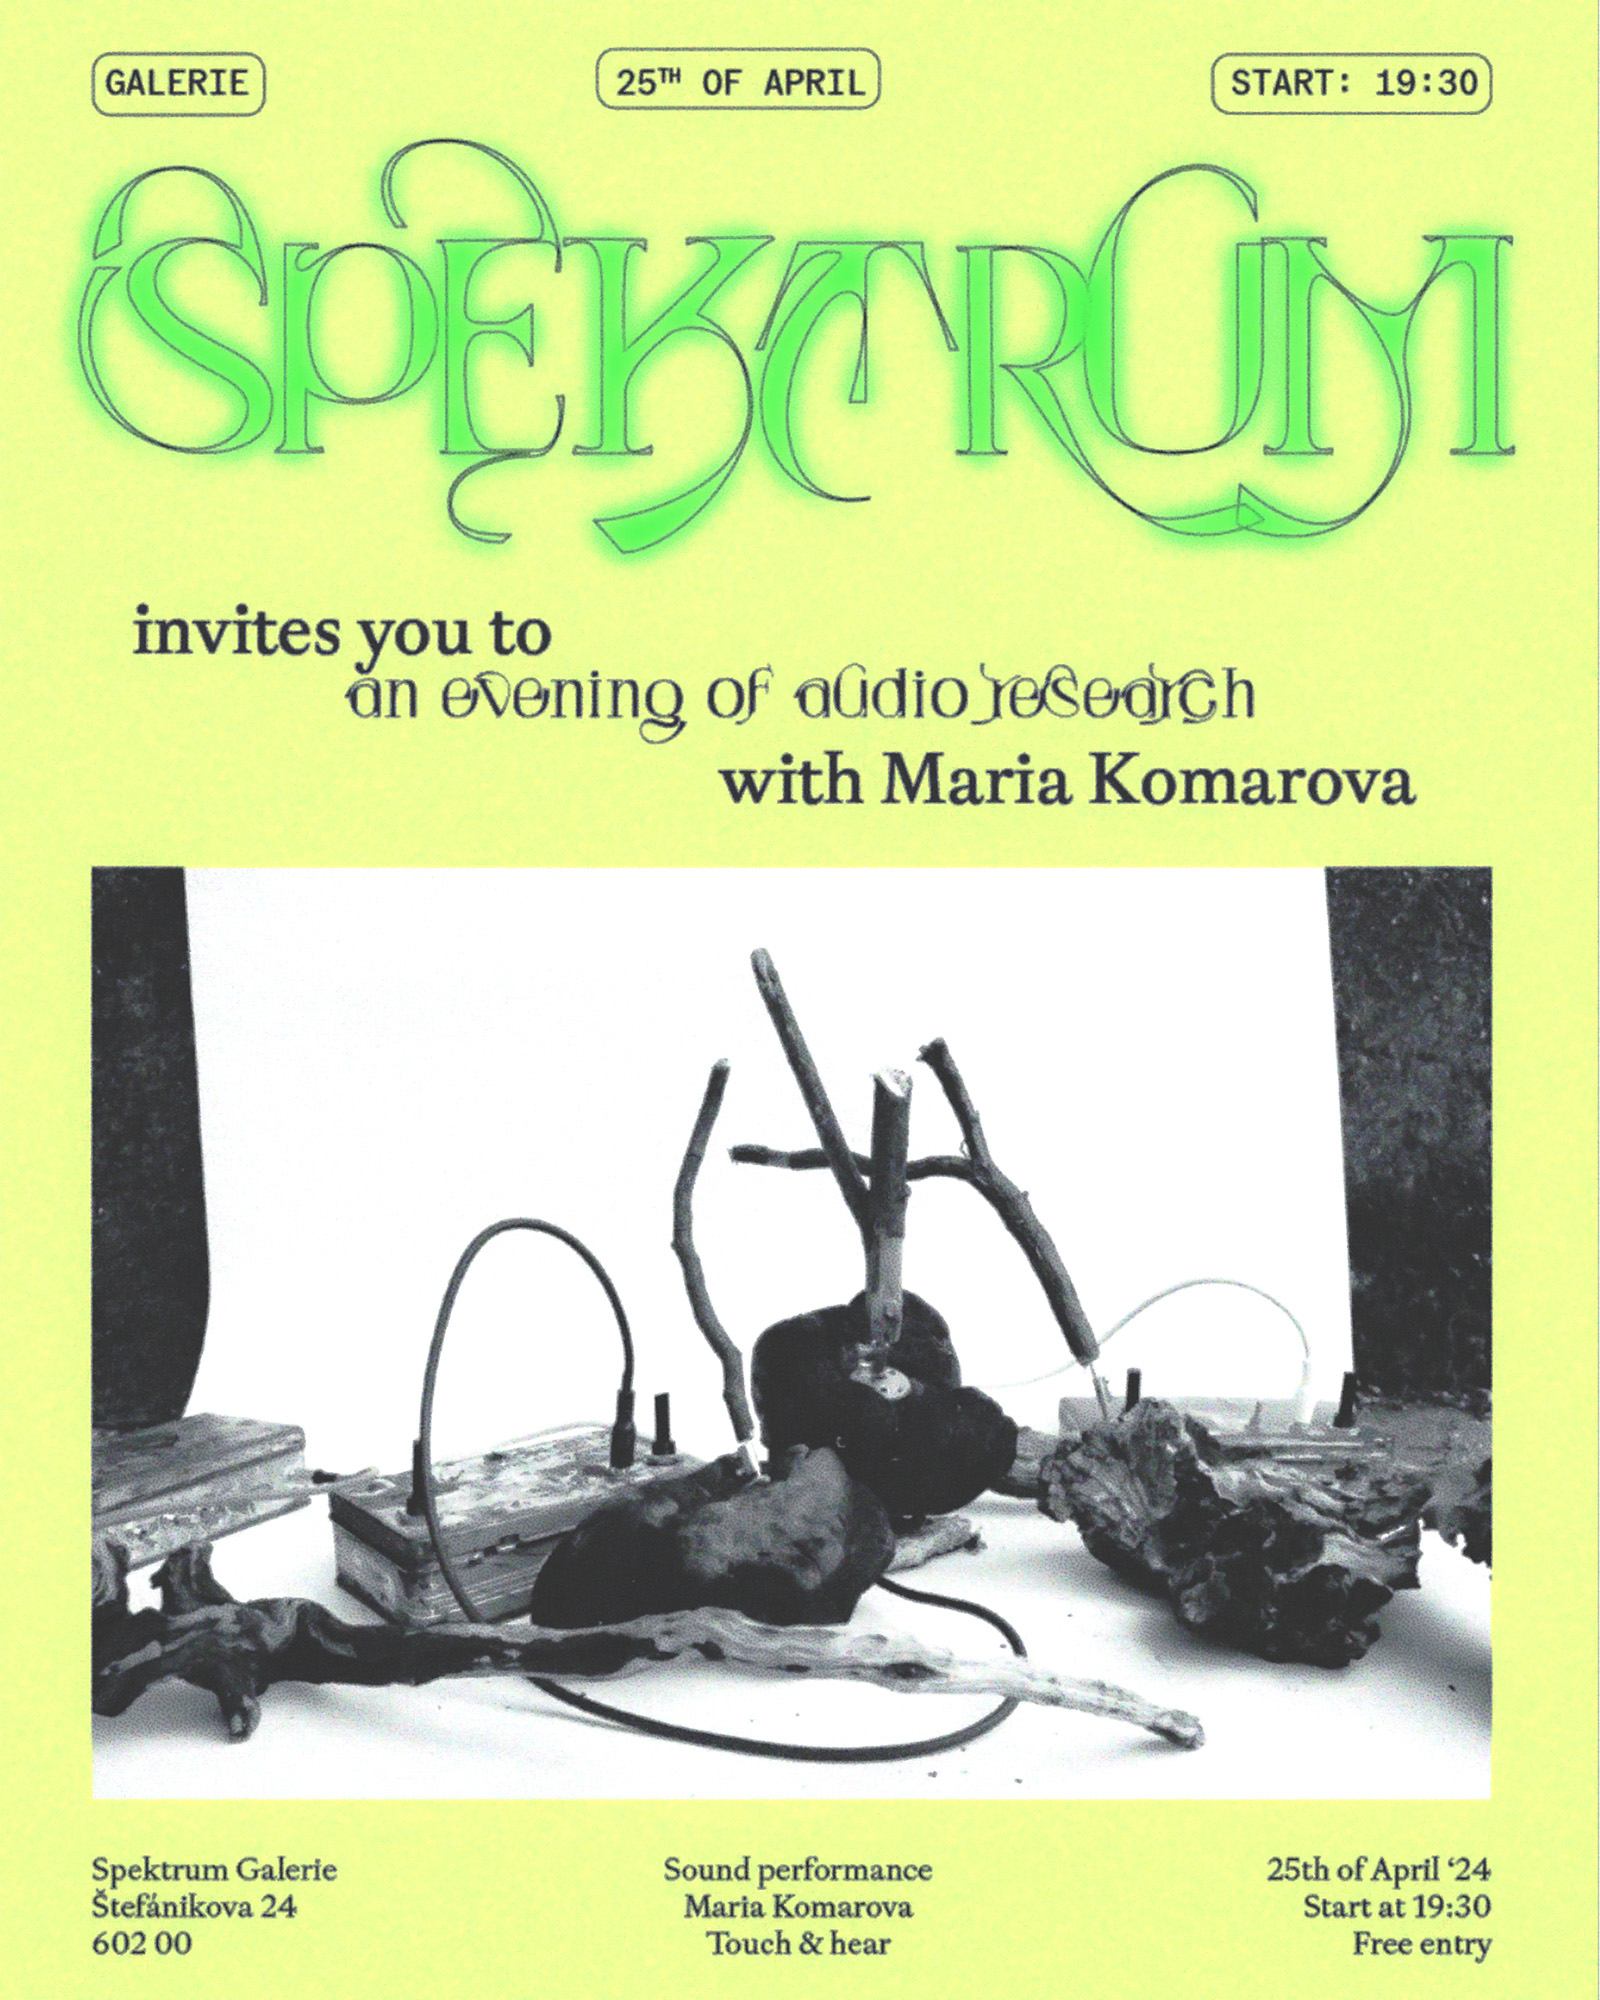 GALERIE
25TH OF APRIL
START: 19:30
SPEKTRUM
invites you to
an evening of audio research
with Maria Komarova
Spektrum Galerie
Štefánikova 24
602 00
Sound performance
Maria Komarova
Touch & hear
25th of April ‘24
Start at 19:30
Free entry